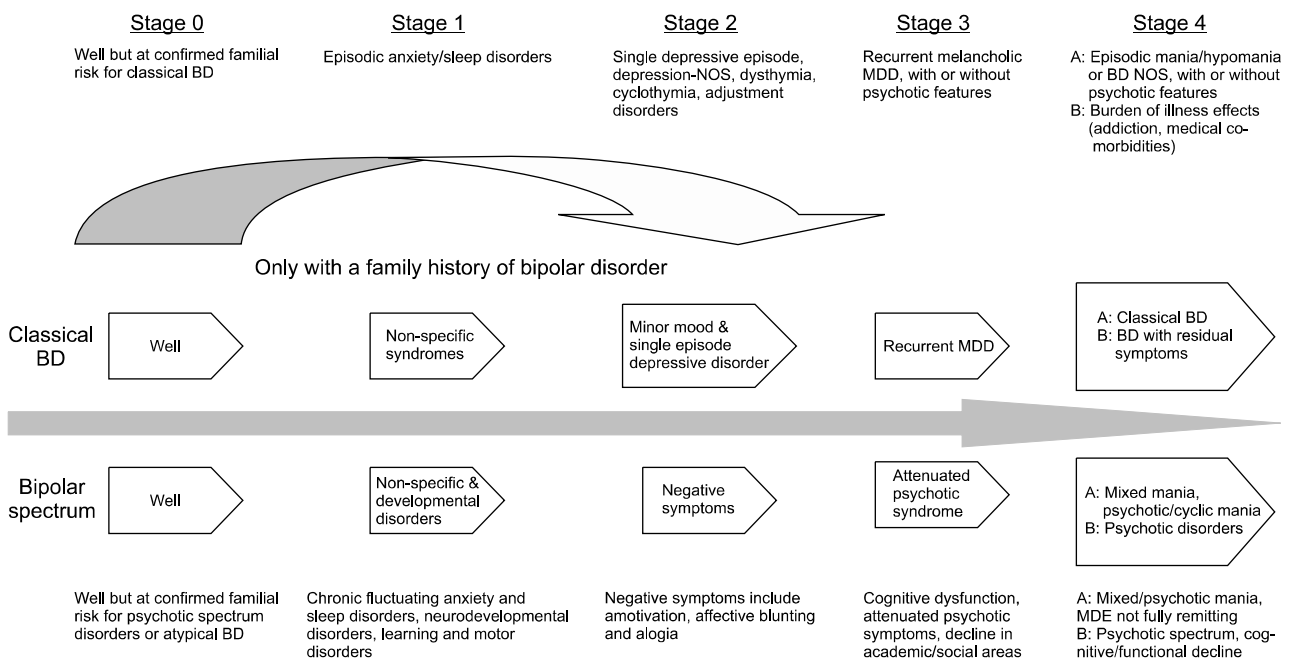 Stage 0
Stage 1
Stage 2
Stage 3
Stage 4
Well but at confirmed familial
risk for classical BD
Episodic anxiety/sleep disorders
Single depressive episode,
depression-NOS, dysthymia,
cyclothymia, adjustment
disorders
Recurrent melancholic
MDD, with or without
psychotic features
A: Episodic mania/hypomania
or BD NOS, with or without
psychotic features
B: Burden of illness effects
(addiction, medical co-
morbidities)
Only with a family history of bipolar disorder
Classical
BD
Well
Non-specific
syndromes
Minor mood &
single episode
depressive disorder
Recurrent MDD
A: Classical BD
B: BD with residual
symptoms
Bipolar
spectrum
Well
Non-specific &
developmental
disorders
Negative
symptoms
Attenuated
psychotic
syndrome
A: Mixed mania,
psychotic/cyclic mania
B: Psychotic disorders
Well but at confirmed familial
risk for psychotic spectrum
disorders or atypical BD
Chronic fluctuating anxiety and
sleep disorders, neurodevelopmental
disorders, learning and motor
disorders
Negative symptoms include
amotivation, affective blunting
and alogia
Cognitive dysfunction,
attenuated psychotic
symptoms, decline in
academic/social areas
A: Mixed/psychotic mania,
MDE not fully remitting
B: Psychotic spectrum, cog-
nitive/functional decline